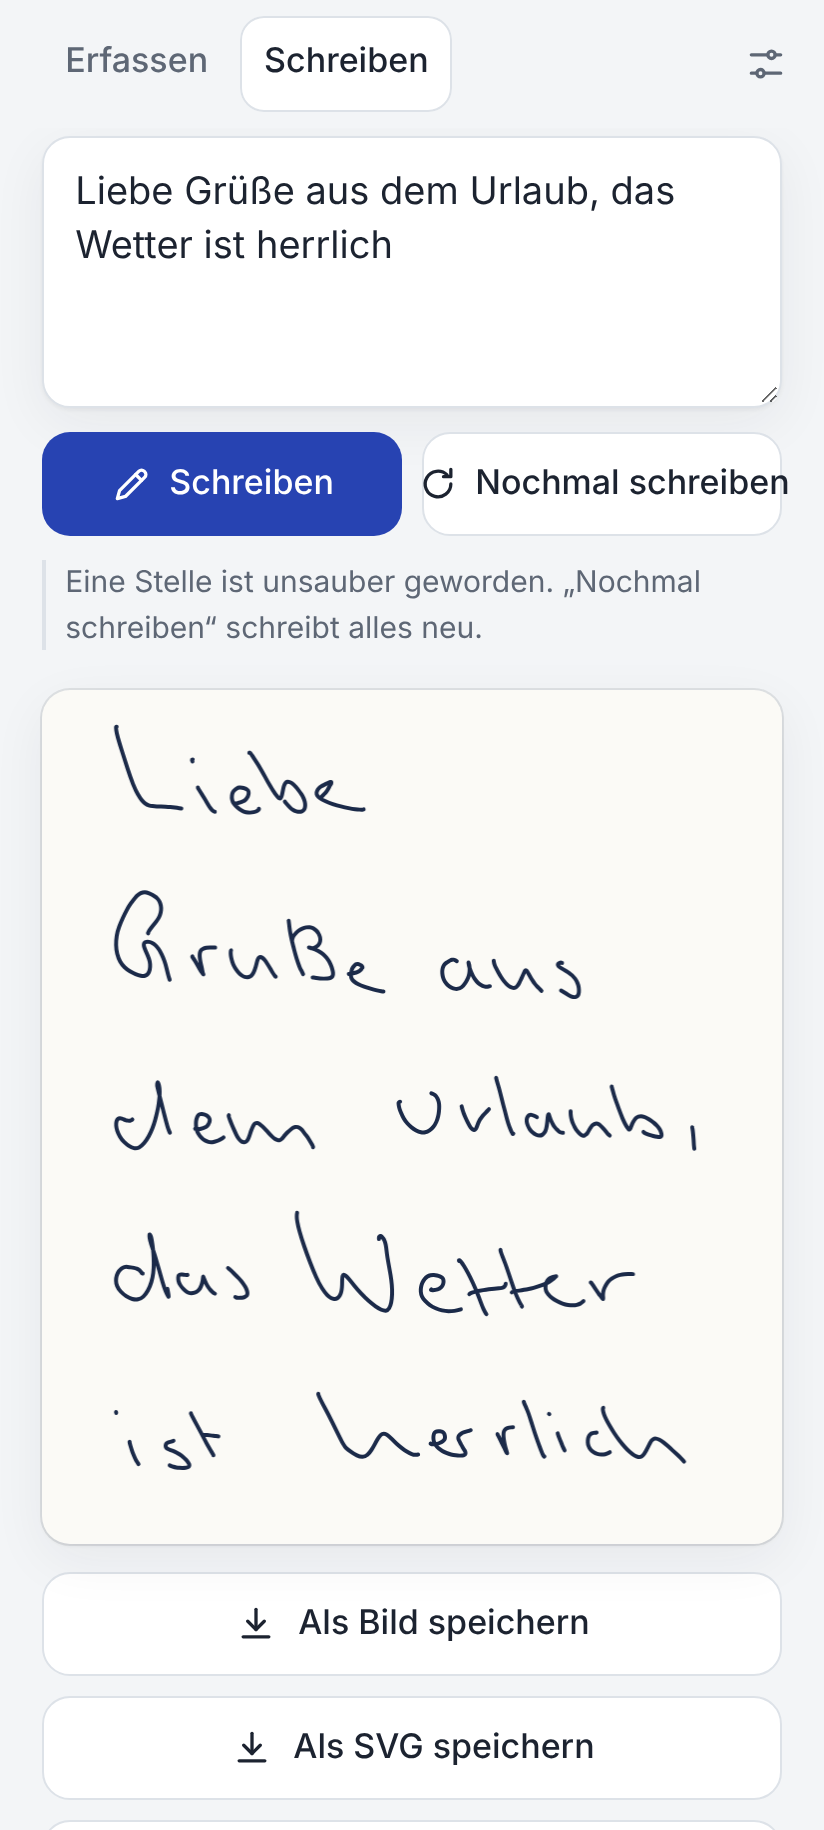 Erfassen Schreiben
Liebe Grüße aus dem Urlaub, das
Wetter ist herrlich
Schreiben Nochmal schreiben
Eine Stelle ist unsauber geworden. „Nochmal
schreiben“ schreibt alles neu.
Liebe
Gruße aus
dem Urlaub,
das Wetter
ist herrlich
Als Bild speichern
Als SVG speichern